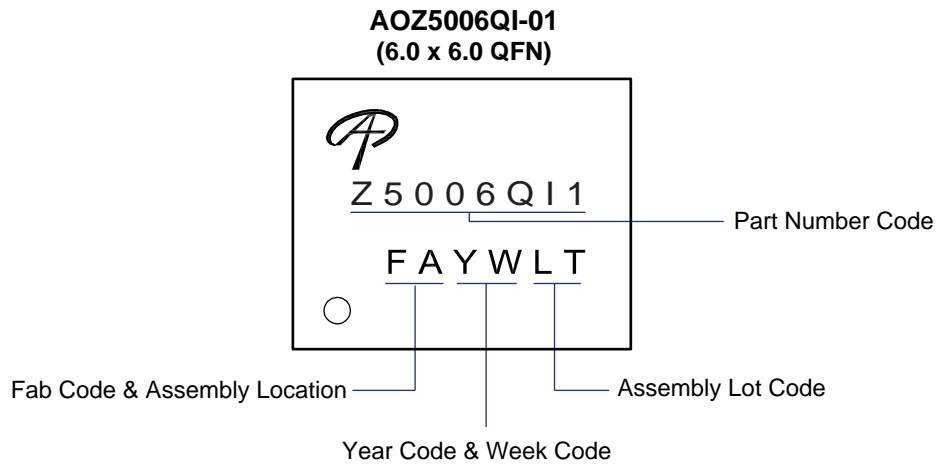 AOZ5006QI-01
(6.0 x 6.0 QFN)
Z5006QI1
Part Number Code
FAYWLT
Fab Code & Assembly Location
Assembly Lot Code
Year Code & Week Code